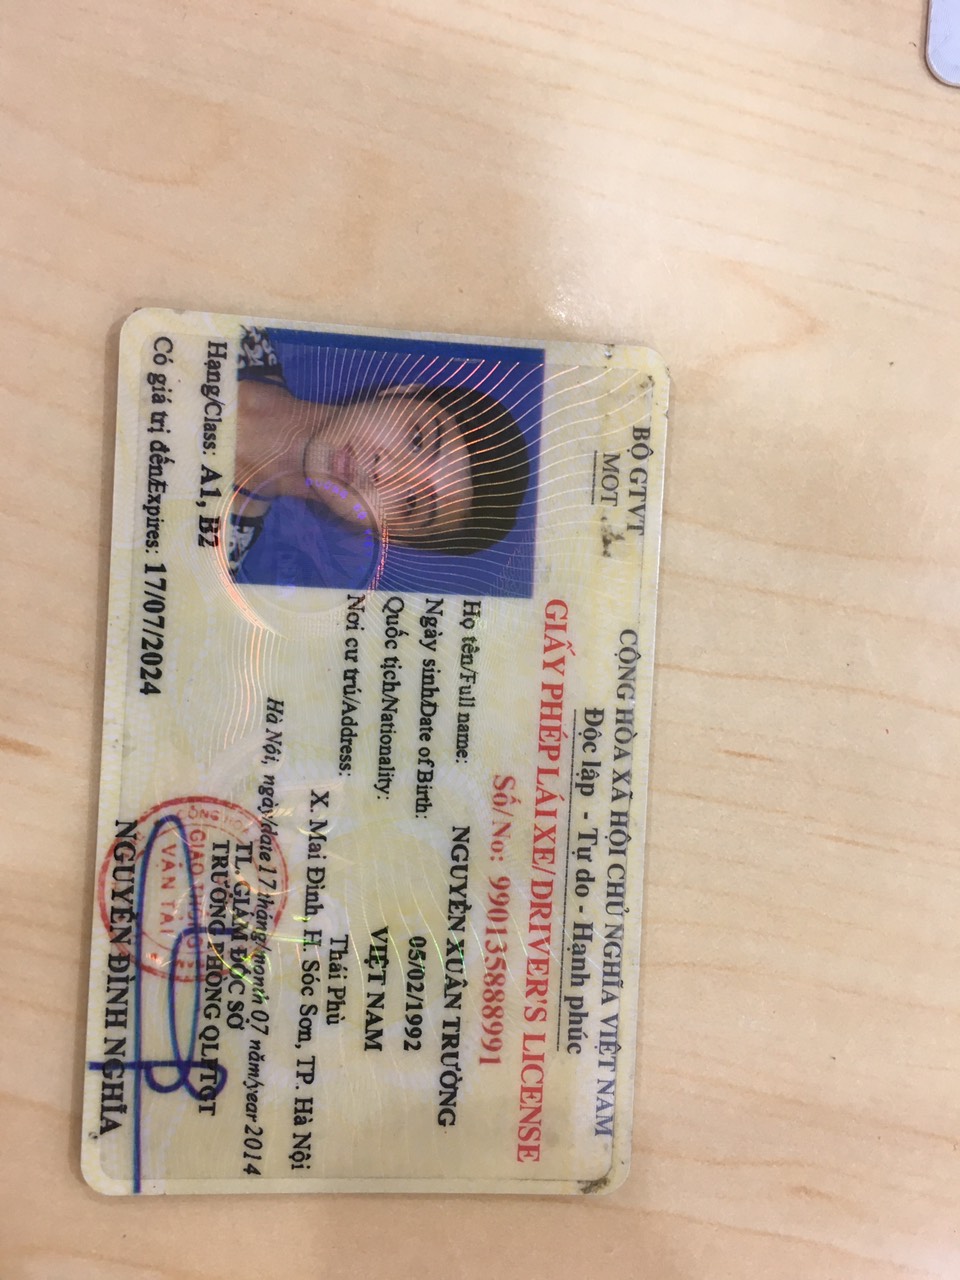 BỘ GTVT
CỘNG HÒA XÃ HỘI CHỦ NGHĨA VIỆT NAM
MOT
Độc lập - Tự do - Hạnh phúc
GIẤY PHÉP LÁI XE/DRIVER'S LICENSE
Số/No: 990135888991
Họ tên/Full name: NGUYỄN XUÂN TRƯỜNG
Ngày sinh/Date of Birth: 05/02/1992
Quốc tịch/Nationality: VIỆT NAM
Nơi cư trú/Address: Thái Phù
X. Mai Đình, H. Sóc Sơn, TP. Hà Nội
Hà Nội, ngày/date 17 tháng/month 07 năm/year 2014
TL. GIÁM ĐỐC SỞ
TRƯỞNG PHÒNG QLPTGT
Hạng/Class: A1, B2
Có giá trị đến/Expires: 17/07/2024
CỘNG HÒA
GIAO THÔNG
VẬN TẢI
NGUYỄN ĐÌNH NGHĨA